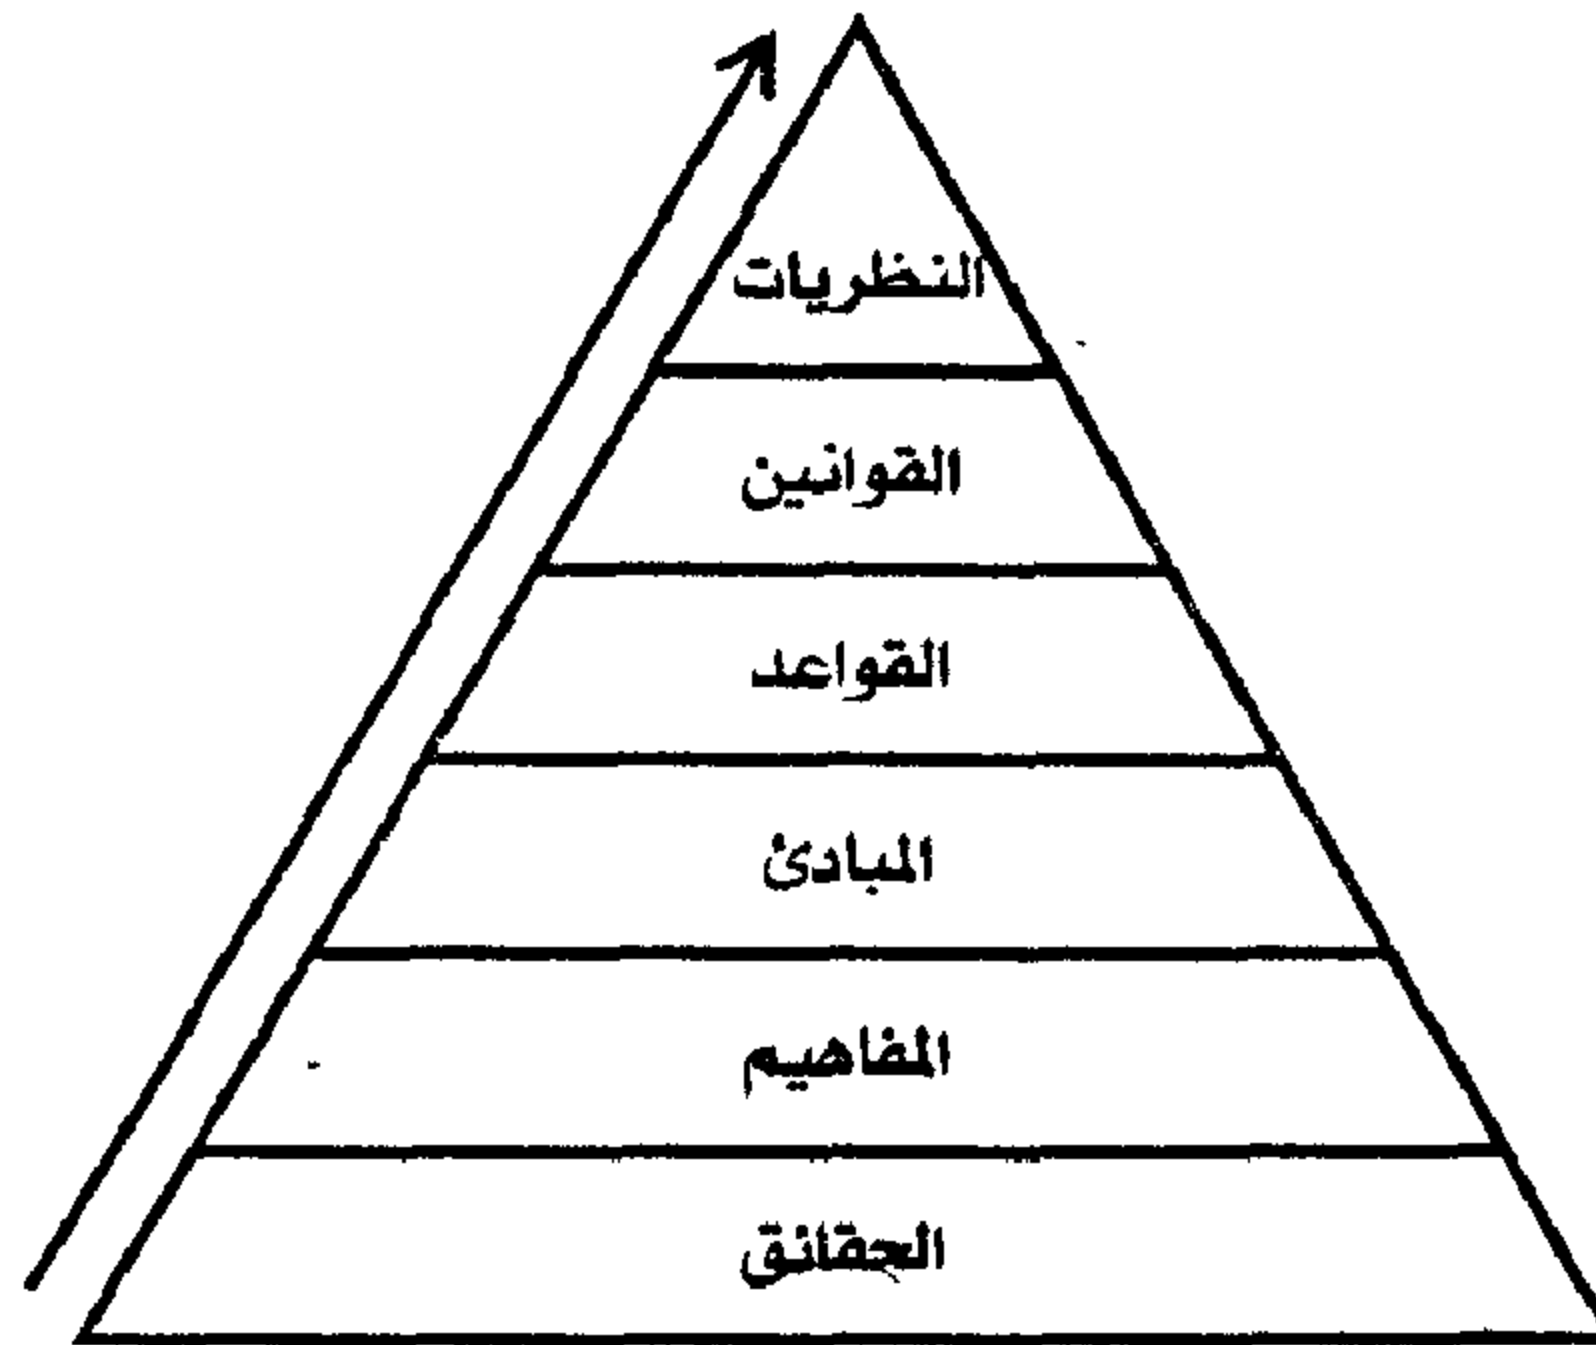 النظريات
القوانين
القواعد
المبادئ
المفاهيم
الحقائق